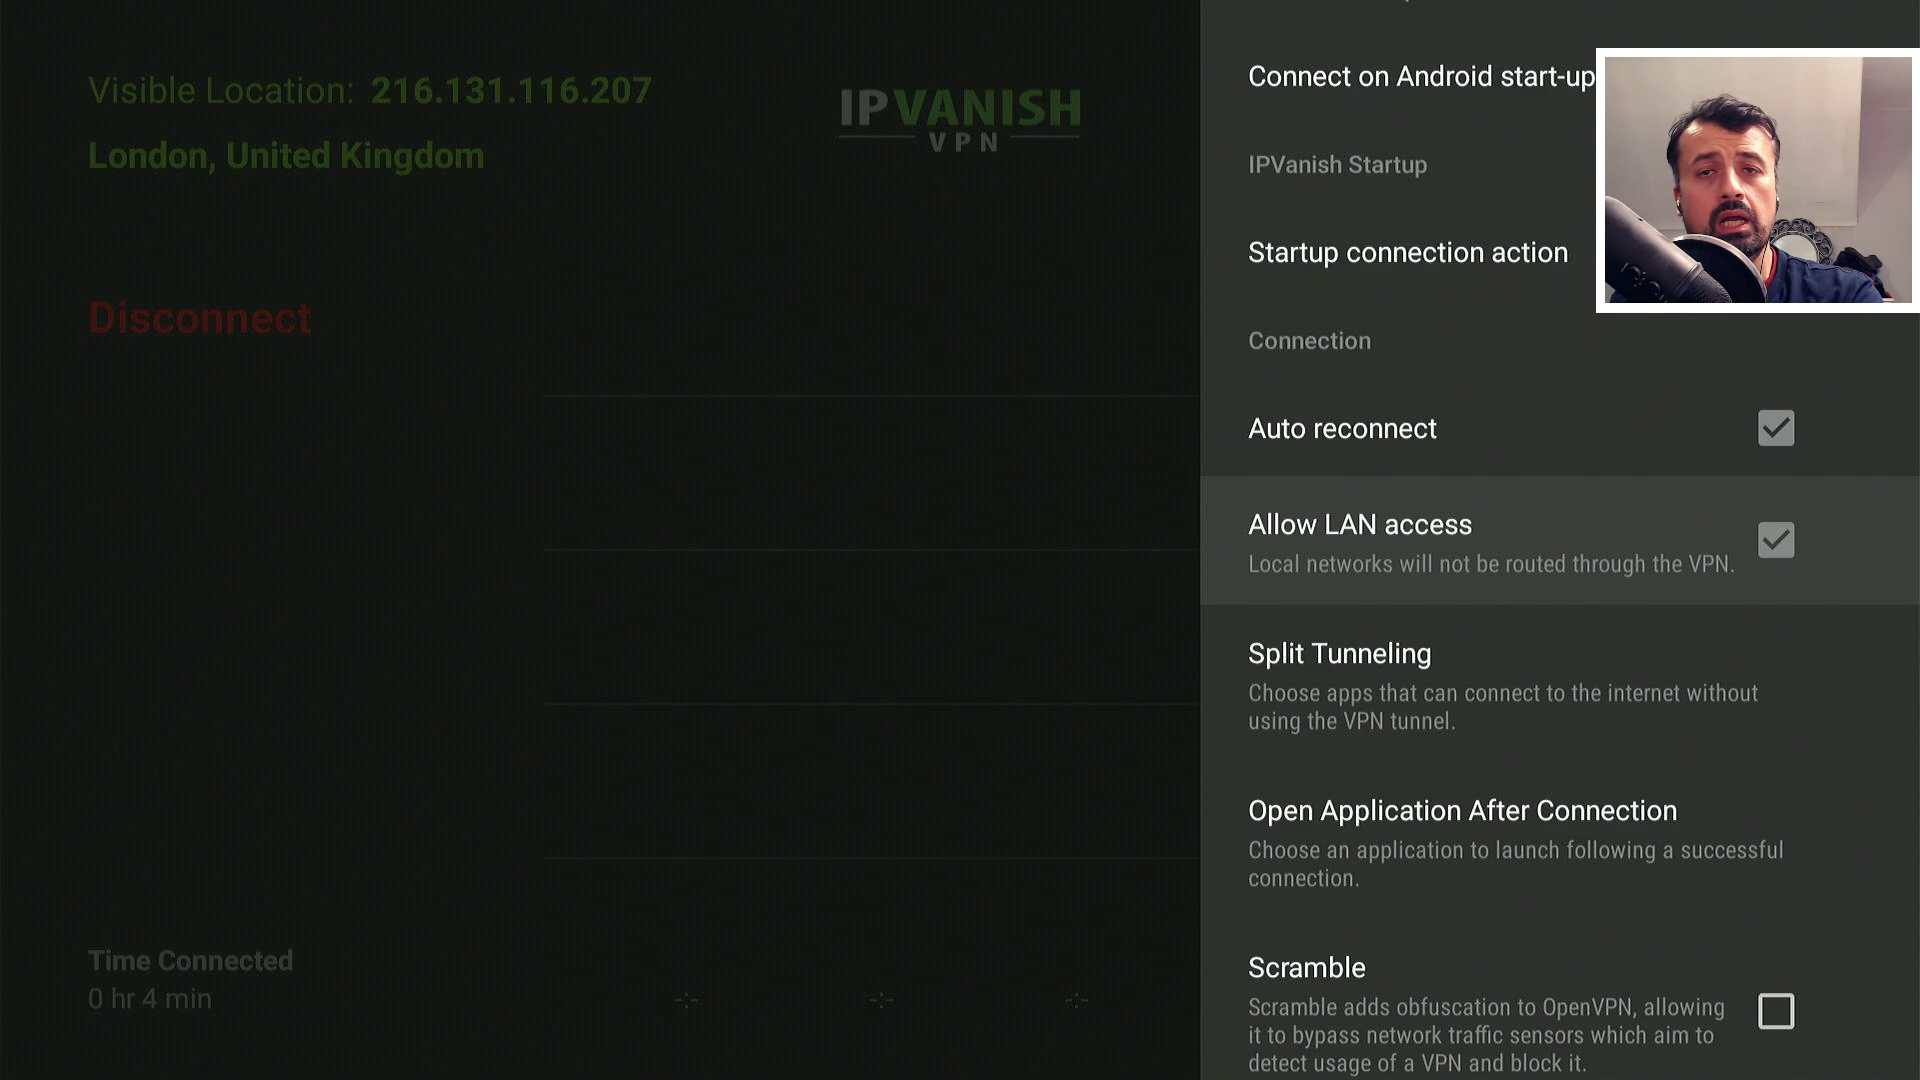 Visible Location: 216.131.116.207
London, United Kingdom
IPVANISH
VPN
Disconnect
Time Connected
0 hr 4 min
Connect on Android start-up
IPVanish Startup
Startup connection action
Connection
Auto reconnect
Allow LAN access
Local networks will not be routed through the VPN.
Split Tunneling
Choose apps that can connect to the internet without
using the VPN tunnel.
Open Application After Connection
Choose an application to launch following a successful
connection.
Scramble
Scramble adds obfuscation to OpenVPN, allowing
it to bypass network traffic sensors which aim to
detect usage of a VPN and block it.